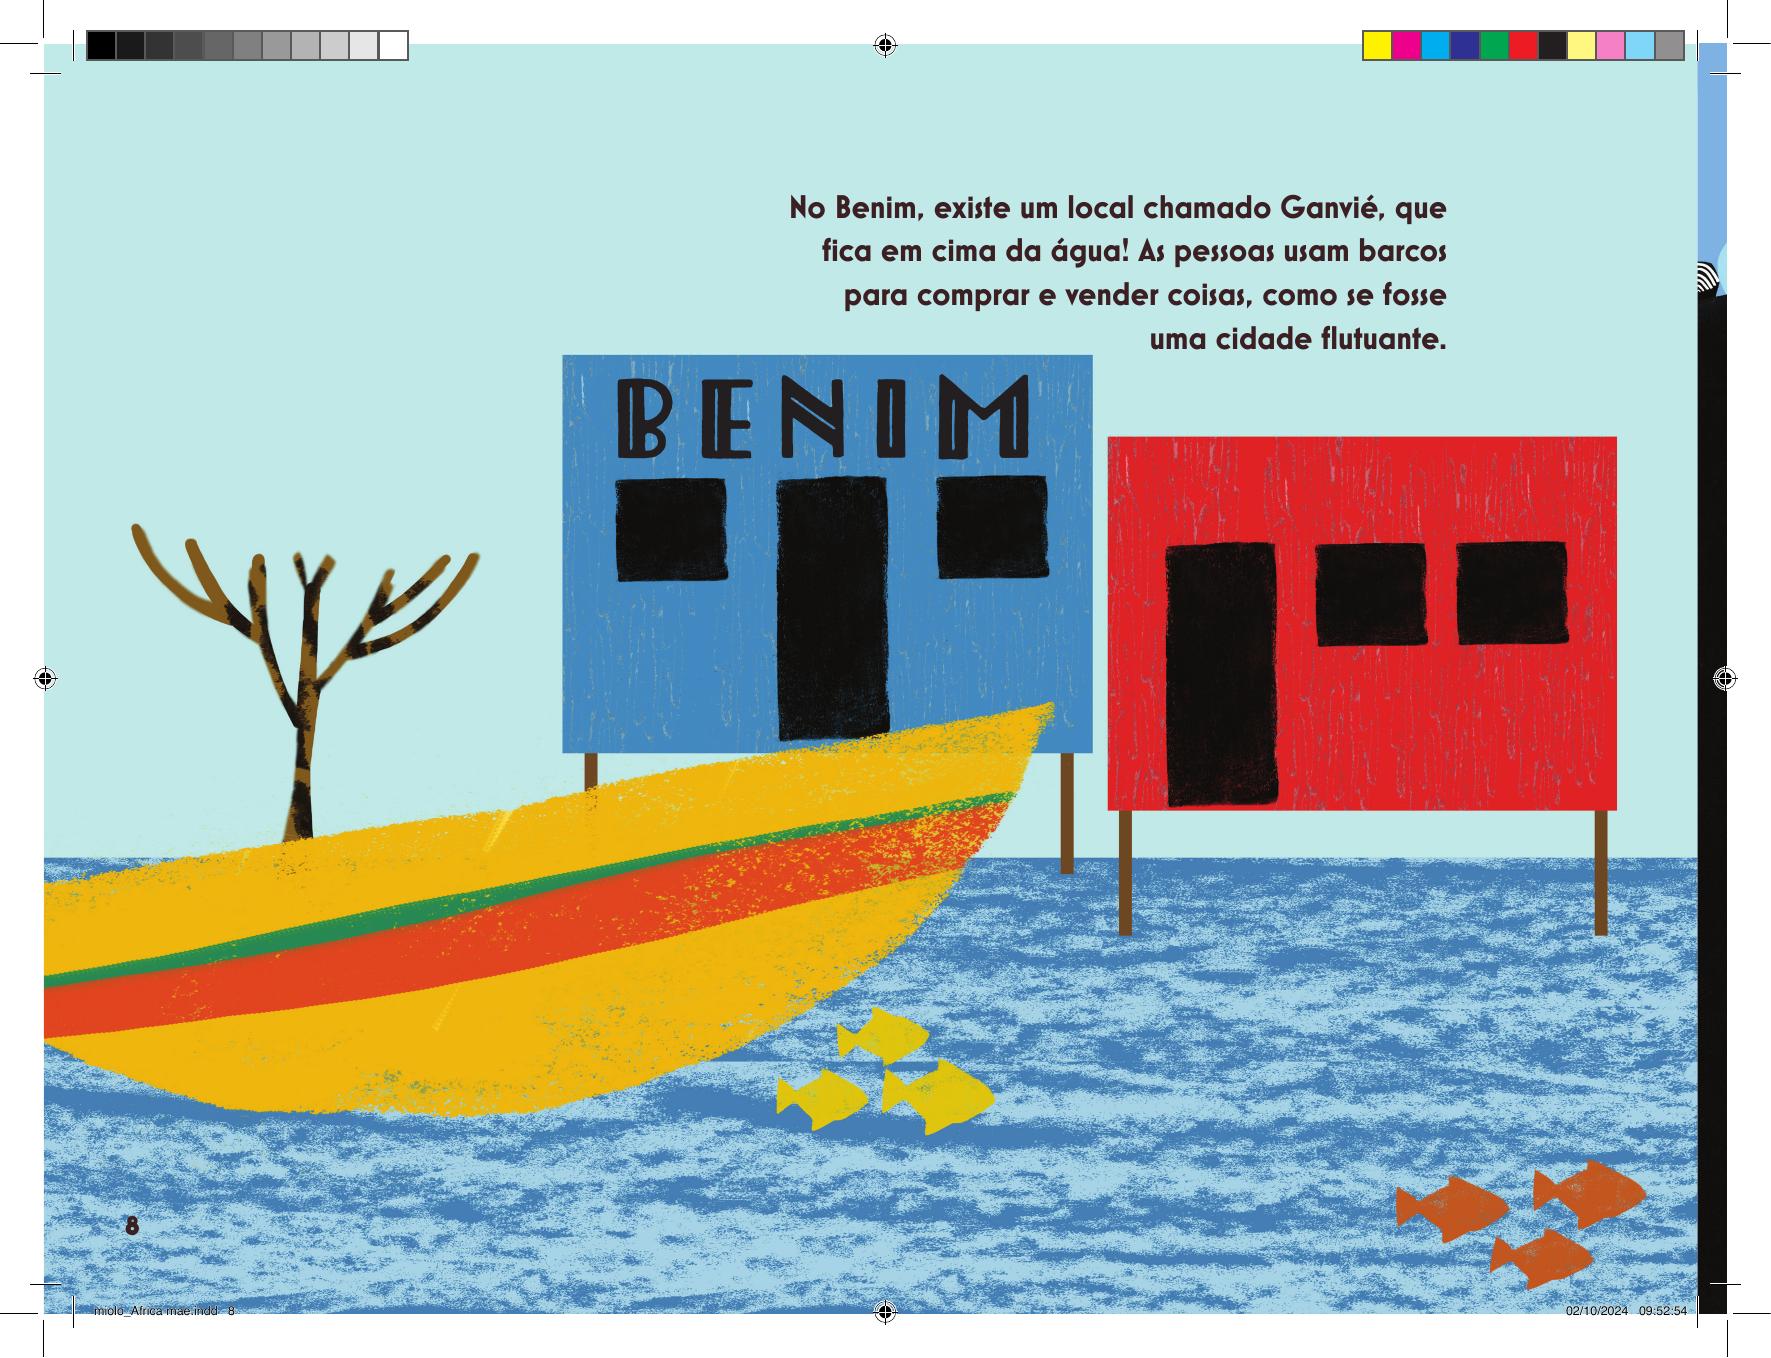 No Benim, existe um local chamado Ganvié, que
fica em cima da água! As pessoas usam barcos
para comprar e vender coisas, como se fosse
uma cidade flutuante.
BENIM
8
miolo_Africa mae.indd 8
02/10/2024 09:52:54